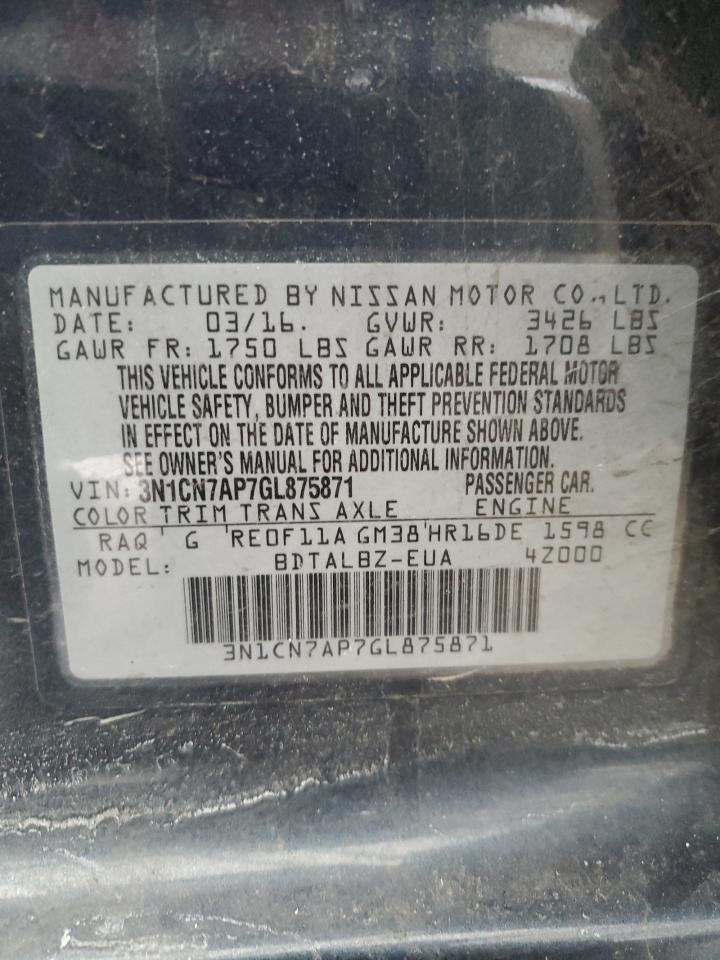 MANUFACTURED BY NISSAN MOTOR CO., LTD.
DATE: 03/16. GVWR: 3426 LBS
GAWR FR: 1750 LBS GAWR RR: 1708 LBS
THIS VEHICLE CONFORMS TO ALL APPLICABLE FEDERAL MOTOR
VEHICLE SAFETY, BUMPER AND THEFT PREVENTION STANDARDS
IN EFFECT ON THE DATE OF MANUFACTURE SHOWN ABOVE.
SEE OWNER'S MANUAL FOR ADDITIONAL INFORMATION.
VIN: 3N1CN7AP7GL875871 PASSENGER CAR.
COLOR TRIM TRANS AXLE ENGINE
RAQ G RE0F11A GM38 HR16DE 1598 CC
MODEL: BDTALBZ-EUA 4Z000
3N1CN7AP7GL875871